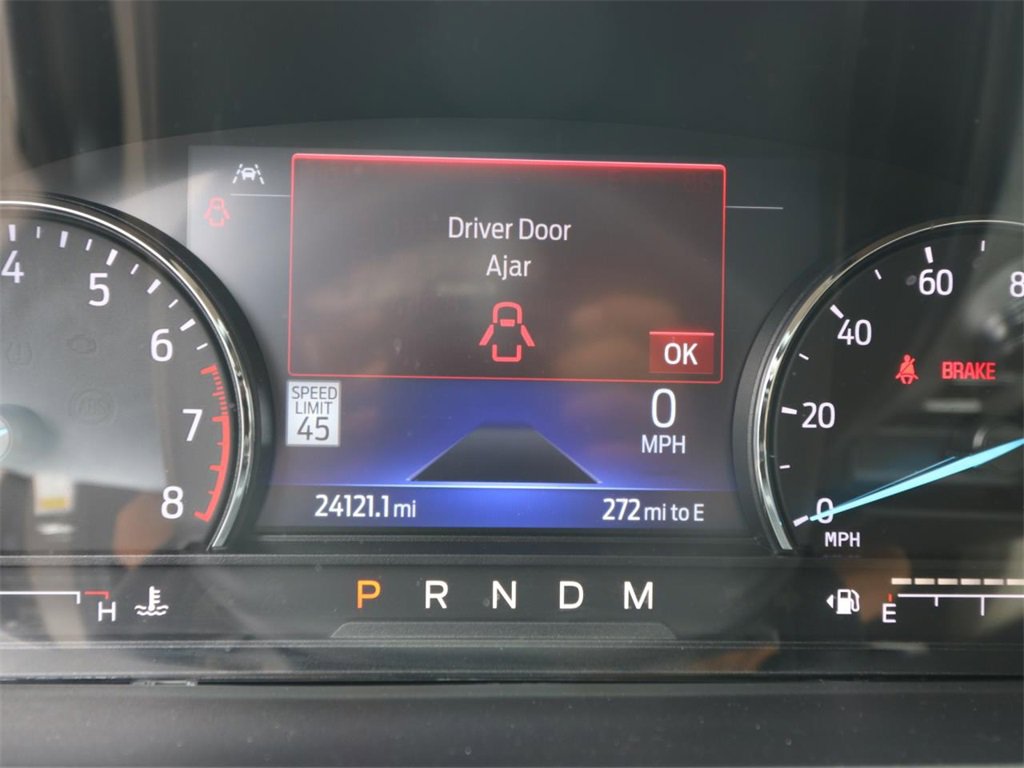 Driver Door
Ajar
OK
SPEED
LIMIT
45
0
MPH
24121.1 mi
272 mi to E
4
5
6
7
8
0
20
40
60
8
MPH
BRAKE
H
P R N D M
E